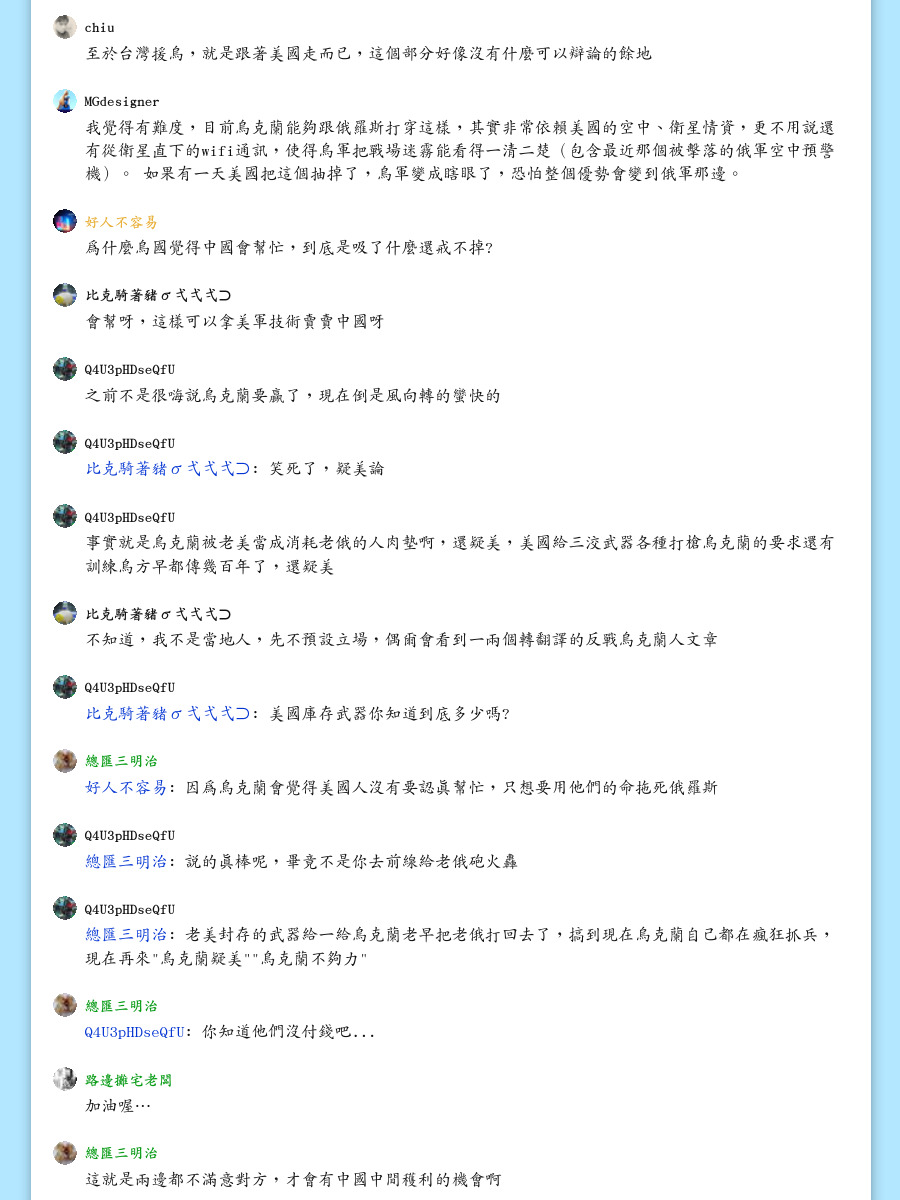 chiu
至於台灣援烏，就是跟著美國走而已，這個部分好像沒有什麼可以辯論的餘地
MGdesigner
我覺得有難度，目前烏克蘭能夠跟俄羅斯打穿這樣，其實非常依賴美國的空中、衛星情資，更不用說還
有從衛星直下的wifi通訊，使得烏軍把戰場迷霧能看得一清二楚（包含最近那個被擊落的俄軍空中預警
機）。 如果有一天美國把這個抽掉了，烏軍變成瞎眼了，恐怕整個優勢會變到俄軍那邊。
好人不容易
為什麼烏國覺得中國會幫忙，到底是吸了什麼還戒不掉?
比克騎著豬σ弍弍弍⊃
會幫呀，這樣可以拿美軍技術賣賣中國呀
Q4U3pHDseQfU
之前不是很嗨說烏克蘭要贏了，現在倒是風向轉的蠻快的
Q4U3pHDseQfU
比克騎著豬σ弍弍弍⊃: 笑死了，疑美論
Q4U3pHDseQfU
事實就是烏克蘭被老美當成消耗老俄的人肉墊啊，還疑美，美國給三洨武器各種打槍烏克蘭的要求還有
訓練烏方早都傳幾百年了，還疑美
比克騎著豬σ弍弍弍⊃
不知道，我不是當地人，先不預設立場，偶爾會看到一兩個轉翻譯的反戰烏克蘭人文章
Q4U3pHDseQfU
比克騎著豬σ弍弍弍⊃: 美國庫存武器你知道到底多少嗎?
總匯三明治
好人不容易: 因為烏克蘭會覺得美國人沒有要認真幫忙，只想要用他們的命拖死俄羅斯
Q4U3pHDseQfU
總匯三明治: 說的真棒呢，畢竟不是你去前線給老俄砲火轟
Q4U3pHDseQfU
總匯三明治: 老美封存的武器給一給烏克蘭老早把老俄打回去了，搞到現在烏克蘭自己都在瘋狂抓兵，
現在再來"烏克蘭疑美""烏克蘭不夠力"
總匯三明治
Q4U3pHDseQfU: 你知道他們沒付錢吧...
路邊攤宅老闆
加油喔…
總匯三明治
這就是兩邊都不滿意對方，才會有中國中間穫利的機會啊